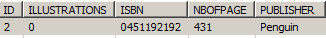 ID ILLUSTRATIONS ISBN NBOFPAGE PUBLISHER
2 0 0451192192 431 Penguin